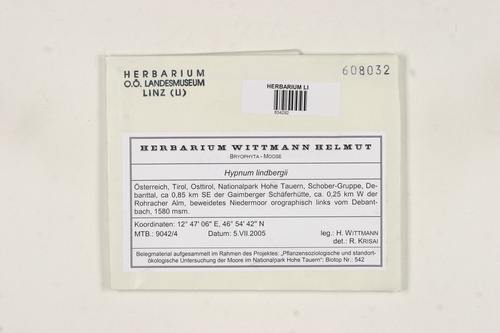 HERBARIUM
O.Ö. LANDESMUSEUM
LINZ (LI)
608032
HERBARIUM LI
HERBARIUM WITTMANN HELMUT
BRYOPHYTA - MOOSE
Hypnum lindbergii
Österreich, Tirol, Osttirol, Nationalpark Hohe Tauern, Schober-Gruppe, De-
banttal, ca 0,85 km SE der Gaimberger Schäferhütte, ca. 0,25 km W der
Rohracher Alm, beweidetes Niedermoor orographisch links vom Debant-
bach, 1580 msm.
Koordinaten: 12° 47' 06" E, 46° 54' 42" N
MTB.: 9042/4 Datum: 5.VII.2005 leg.: H. WITTMANN
det.: R. KRISAI
Belegmaterial aufgesammelt im Rahmen des Projektes: „Pflanzensoziologische und standort-
ökologische Untersuchung der Moore im Nationalpark Hohe Tauern"; Biotop Nr.: 542